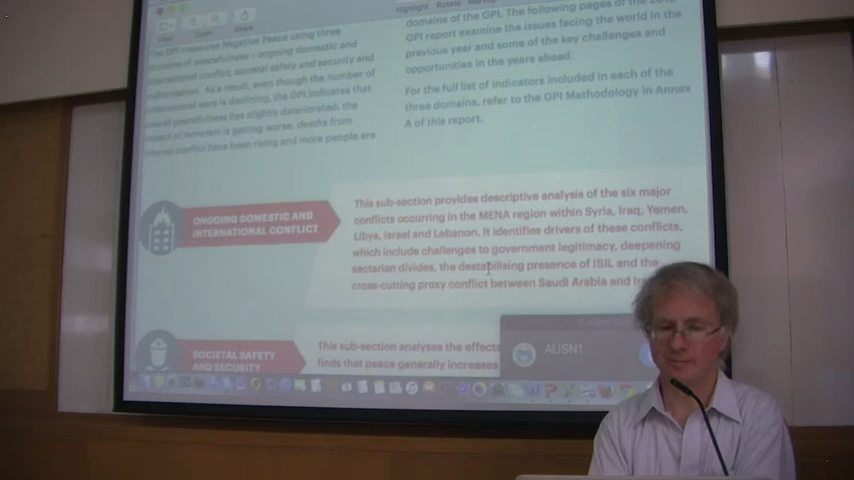 Highlight Rotate
View Zoom Share
The GPI measures Negative Peace using three
domains of peacefulness – ongoing domestic and
international conflict, societal safety and security and
militarisation. As a result, even though the number of
international wars is declining, the GPI indicates that
overall peacefulness has slightly deteriorated: the
impact of terrorism is getting worse, deaths from
internal conflict have been rising and more people are
domains of the GPI. The following pages of the
GPI report examine the issues facing the world in the
previous year and some of the key challenges and
opportunities in the years ahead.
For the full list of indicators included in each of the
three domains, refer to the GPI Methodology in Annex
A of this report.
ONGOING DOMESTIC AND
INTERNATIONAL CONFLICT
This sub-section provides descriptive analysis of the six major
conflicts occurring in the MENA region within Syria, Iraq, Yemen,
Libya, Israel and Lebanon. It identifies drivers of these conflicts,
which include challenges to government legitimacy, deepening
sectarian divides, the destabilising presence of ISIL and the
cross-cutting proxy conflict between Saudi Arabia and
SOCIETAL SAFETY
AND SECURITY
This sub-section analyses the effects
finds that peace generally increases
AUSNT